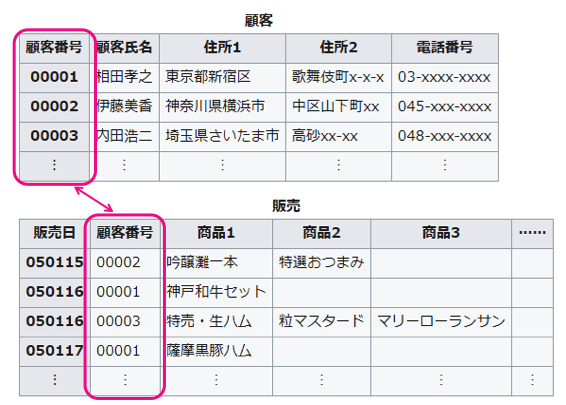 顧客
顧客番号 顧客氏名 住所1 住所2 電話番号
00001 相田孝之 東京都新宿区 歌舞伎町x-x-x 03-xxxx-xxxx
00002 伊藤美香 神奈川県横浜市 中区山下町xx 045-xxx-xxxx
00003 内田浩二 埼玉県さいたま市 高砂xx-xx 048-xxx-xxxx
⋮ ⋮ ⋮ ⋮ ⋮
販売
販売日 顧客番号 商品1 商品2 商品3 ……
050115 00002 吟醸灘一本 特選おつまみ
050116 00001 神戸和牛セット
050116 00003 特売・生ハム 粒マスタード マリーローランサン
050117 00001 薩摩黒豚ハム
⋮ ⋮ ⋮ ⋮ ⋮ ⋮